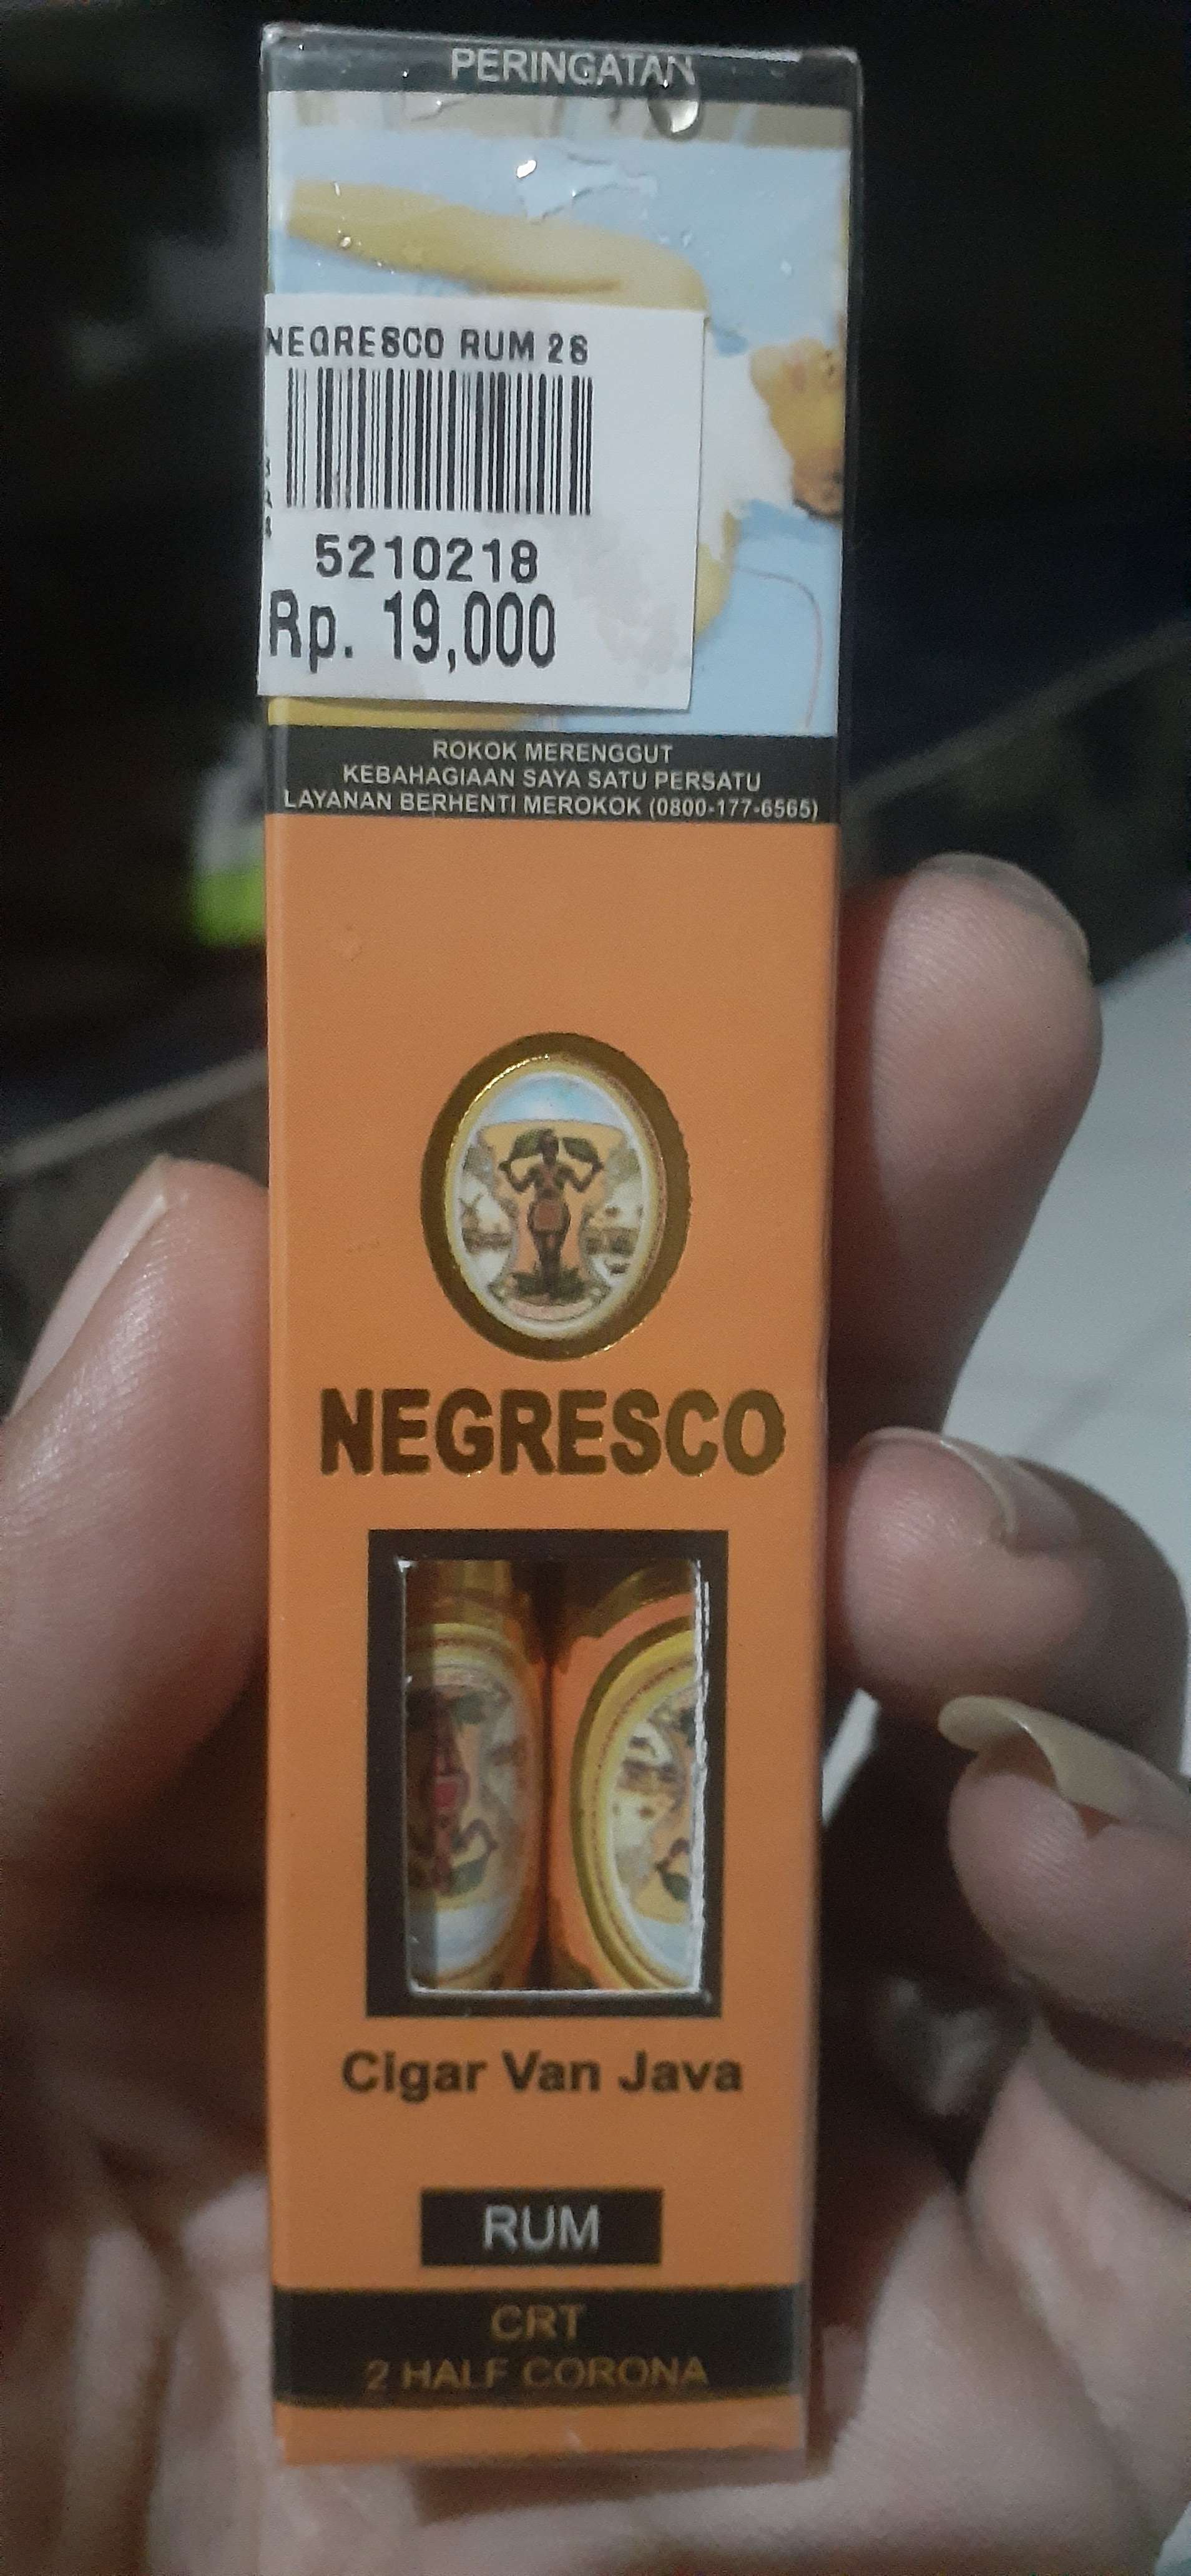 PERINGATAN
NEGRESCO RUM 2S
5210218
Rp. 19,000
ROKOK MERENGGUT
KEBAHAGIAAN SAYA SATU PERSATU
LAYANAN BERHENTI MEROKOK (0800-177-6565)
NEGRESCO
Cigar Van Java
RUM
CRT
2 HALF CORONA